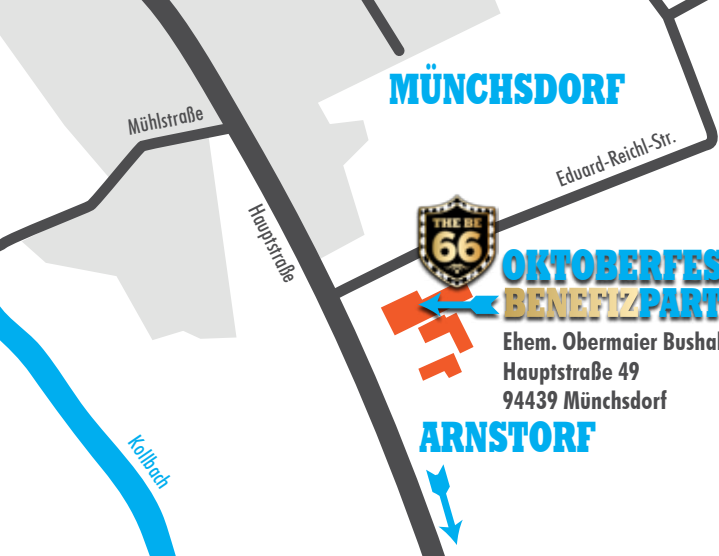 MÜNCHSDORF
Mühlstraße
Eduard-Reichl-Str.
Hauptstraße
THE BE
66
OKTOBERFES
BENEFIZPART
Ehem. Obermaier Bushal
Hauptstraße 49
94439 Münchsdorf
ARNSTORF
Kollbach